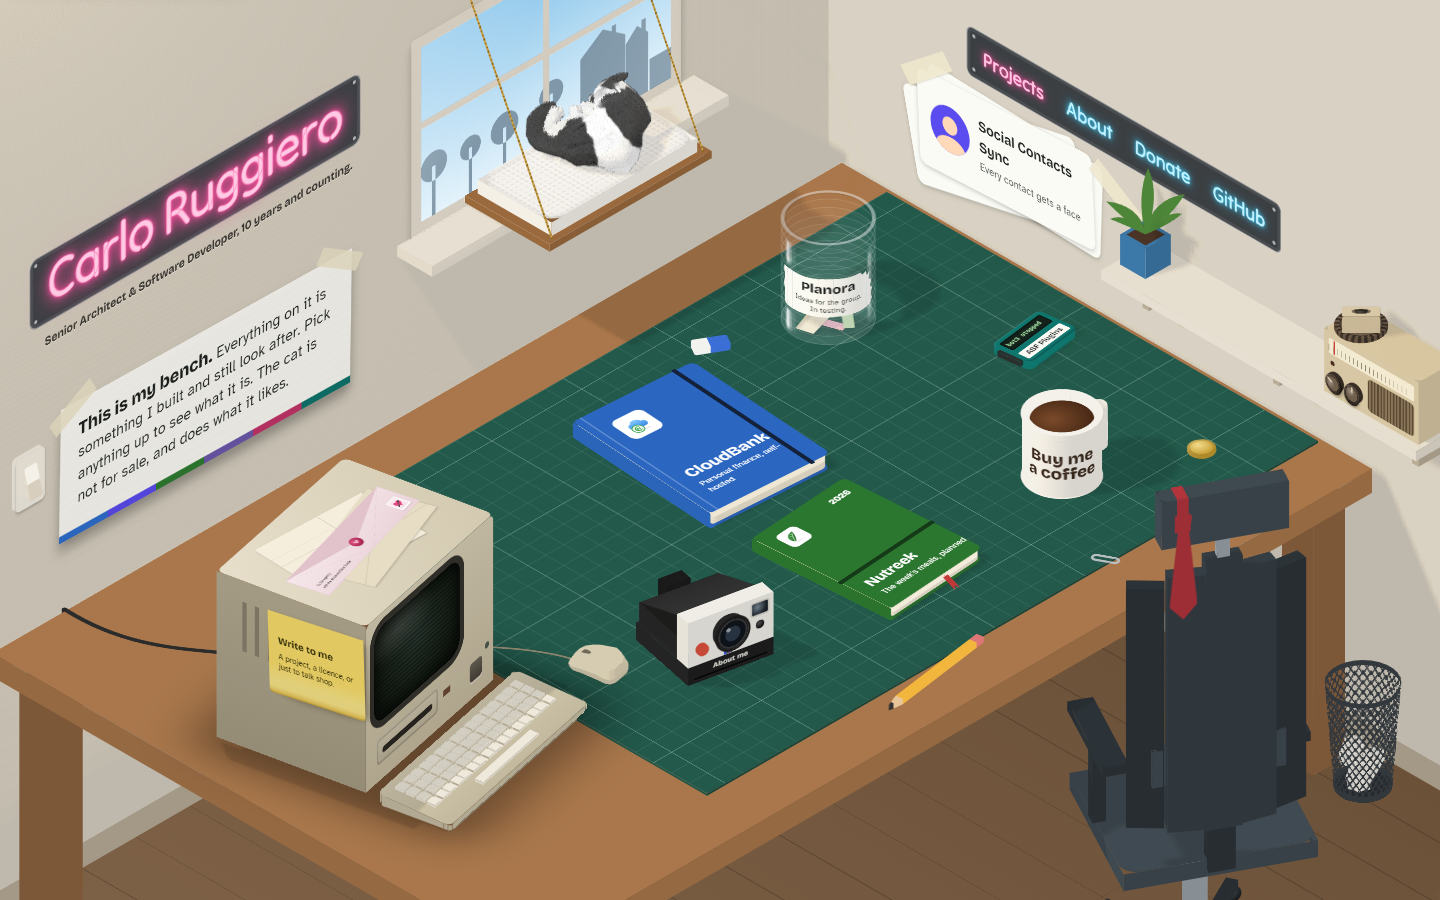 Carlo Ruggiero
Senior Architect & Software Developer, 10 years and counting.
This is my bench. Everything on it is
something I built and still look after. Pick
anything up to see what it is. The cat is
not for sale, and does what it likes.
Projects
About
Donate
GitHub
Social Contacts
Sync
Every contact gets a face
Planora
Ideas for the group.
In testing.
ASF Plugins
CloudBank
Personal finance, self-
hosted
2026
Nutreek
The week's meals, planned
Buy me
a coffee
Write to me
A project, a licence, or
just to talk shop.
About me